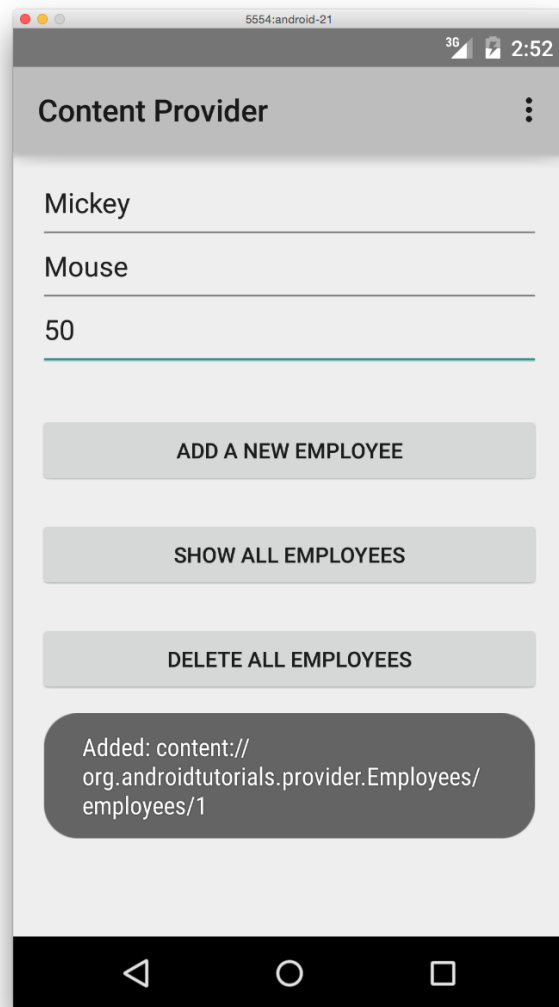 5554:android-21
3G 2:52
Content Provider
Mickey
Mouse
50
ADD A NEW EMPLOYEE
SHOW ALL EMPLOYEES
DELETE ALL EMPLOYEES
Added: content://
org.androidtutorials.provider.Employees/
employees/1